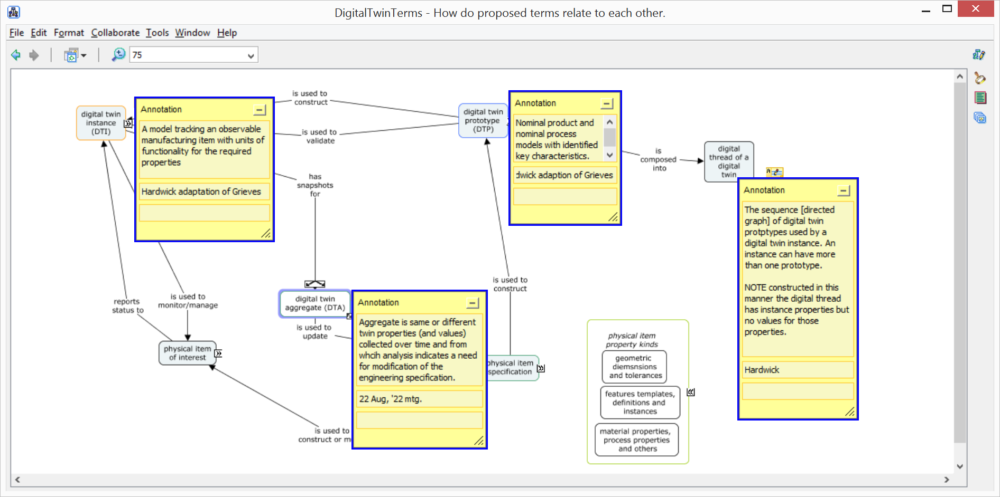 DigitalTwinTerms - How do proposed terms relate to each other.
File Edit Format Collaborate Tools Window Help
75
digital twin
instance
(DTI)
Annotation
A model tracking an observable
manufacturing item with units of
functionality for the required
properties
Hardwick adaptation of Grieves
is used to
construct
is used to
validate
has
snapshots
for
digital twin
prototype
(DTP)
Annotation
Nominal product and
nominal process
models with identified
key characteristics.
dwick adaption of Grieves
is
composed
into
digital
thread of a
digital
twin
a
Annotation
The sequence [directed
graph] of digital twin
protptypes used by a
digital twin instance. An
instance can have more
than one prototype.
NOTE constructed in this
manner the digital thread
has instance properties but
no values for those
properties.
Hardwick
reports
status to
is used to
monitor/manage
physical item
of interest
digital twin
aggregate (DTA)
is used to
update
Annotation
Aggregate is same or different
twin properties (and values)
collected over time and from
whcih analysis indicates a need
for modification of the
engineering specification.
22 Aug, '22 mtg.
is used to
construct or m
is used to
construct
physical item
specification
physical item
property kinds
geometric
diemsnsions
and tolerances
features templates,
definitions and
instances
material properties,
process properties
and others